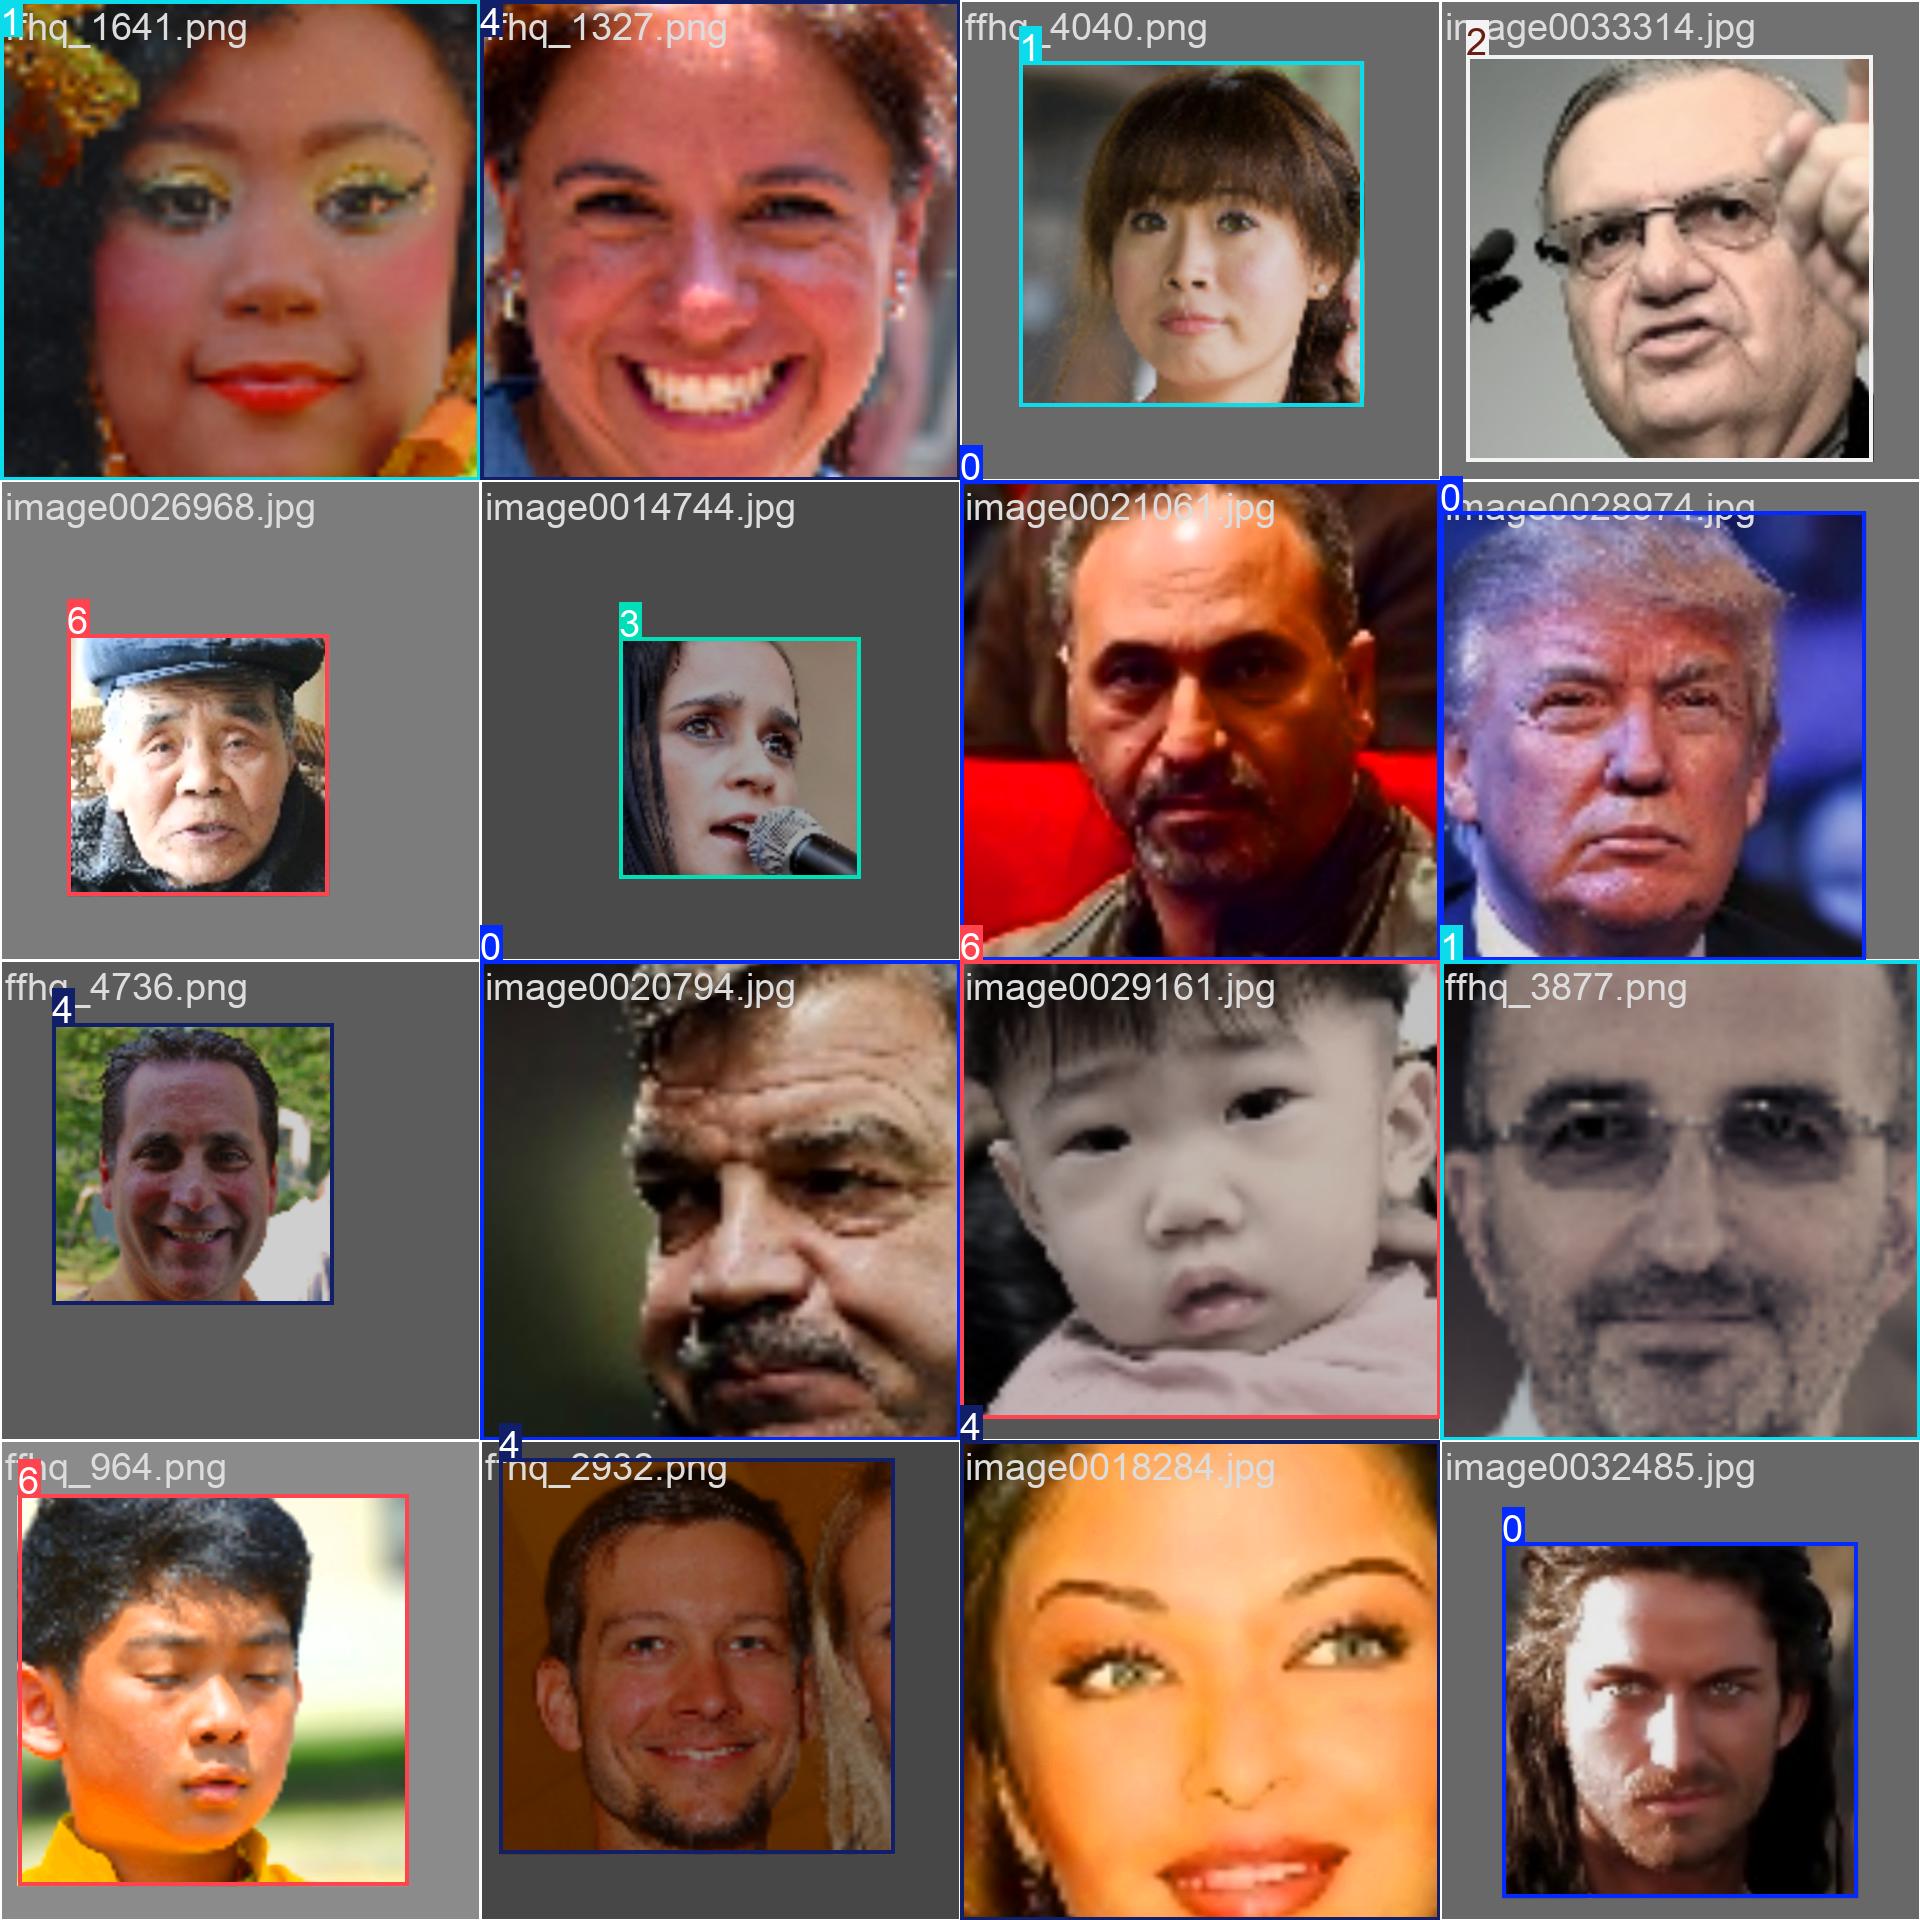 1
ffhq_1641.png
4
ffhq_1327.png
ffhq_4040.png
1
image0033314.jpg
2
image0026968.jpg
6
image0014744.jpg
3
0
image0021061.jpg
0
image0028974.jpg
ffhq_4736.png
4
0
image0020794.jpg
6
image0029161.jpg
1
ffhq_3877.png
ffhq_964.png
6
4
ffhq_2932.png
4
image0018284.jpg
image0032485.jpg
0